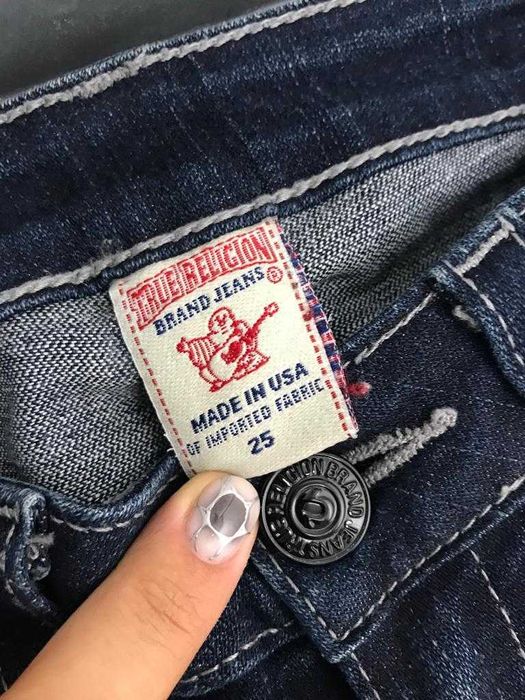 TRUE RELIGION
BRAND JEANS ®
MADE IN USA
OF IMPORTED FABRIC
25
TRUE RELIGION BRAND JEANS